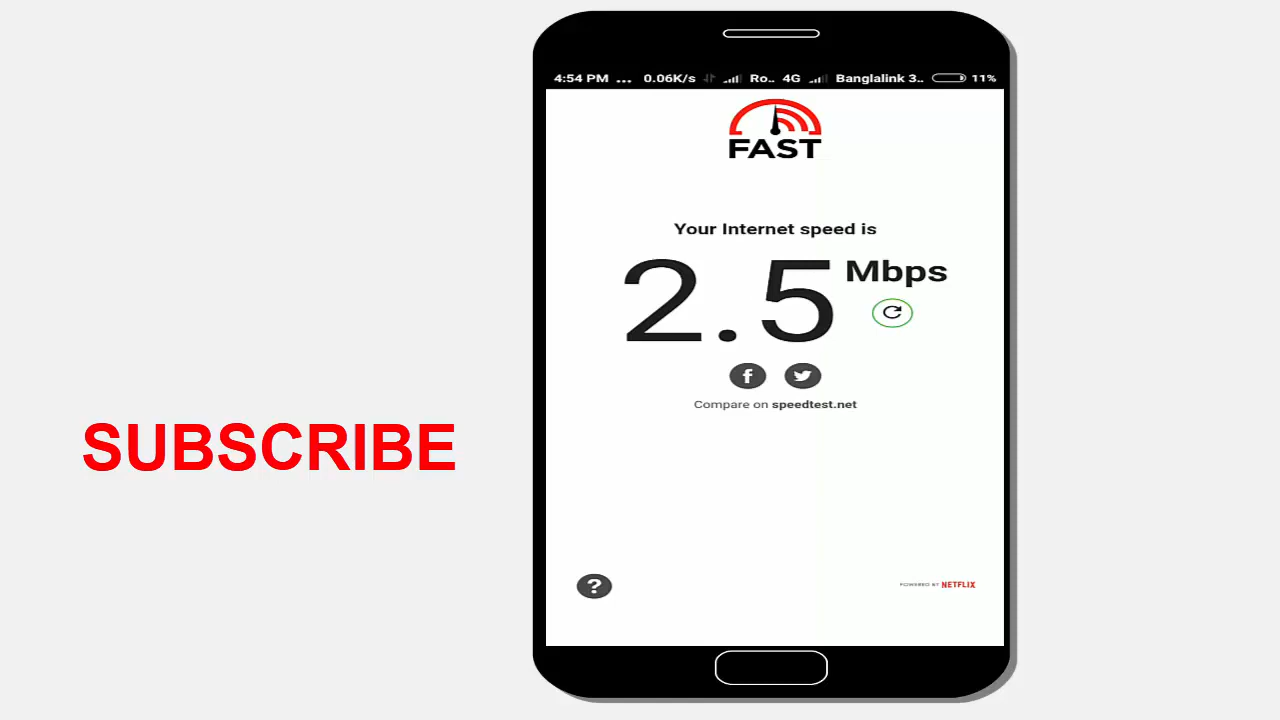 4:54 PM ... 0.06K/s Ro.. 4G Banglalink 3.. 11%
FAST
Your Internet speed is
2.5 Mbps
f
Compare on speedtest.net
SUBSCRIBE
?
POWERED BY NETFLIX